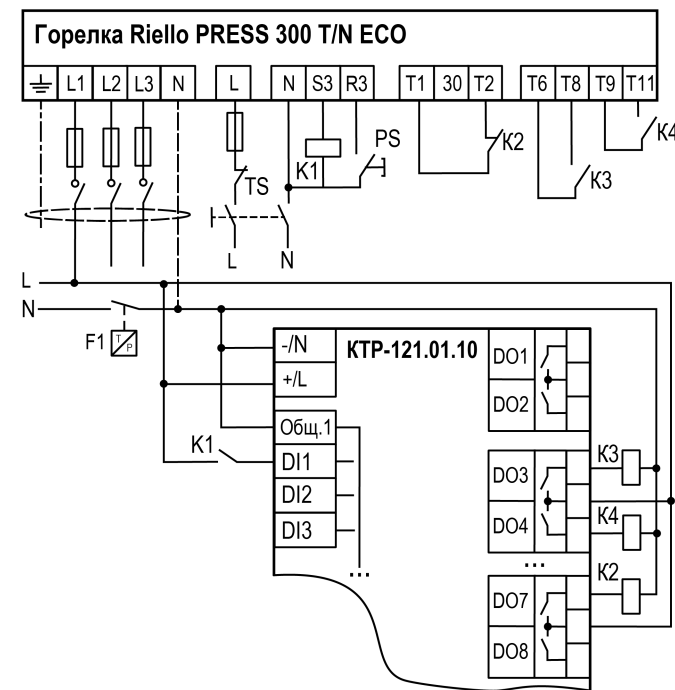 Горелка Riello PRESS 300 T/N ECO
L1 L2 L3 N L N S3 R3 T1 30 T2 T6 T8 T9 T11
PS
K2
K4
K1
TS
K3
L N
L
N
F1
T
P
-/N
КТР-121.01.10
+/L
DO1
DO2
Общ.1
K1
DI1
DI2
DI3
...
DO3
K3
DO4
K4
...
DO7
K2
DO8